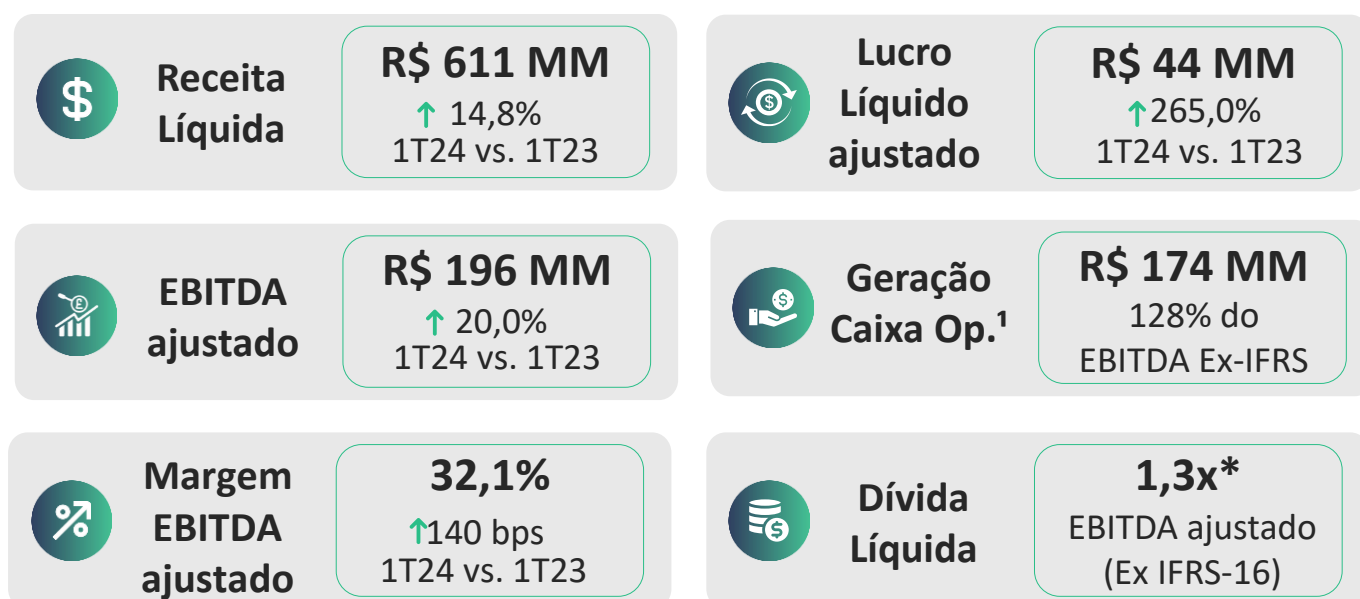 Receita
Líquida
R$ 611 MM
↑ 14,8%
1T24 vs. 1T23
Lucro
Líquido
ajustado
R$ 44 MM
↑265,0%
1T24 vs. 1T23
EBITDA
ajustado
R$ 196 MM
↑ 20,0%
1T24 vs. 1T23
Geração
Caixa Op.¹
R$ 174 MM
128% do
EBITDA Ex-IFRS
Margem
EBITDA
ajustado
32,1%
↑140 bps
1T24 vs. 1T23
Dívida
Líquida
1,3x*
EBITDA ajustado
(Ex IFRS-16)